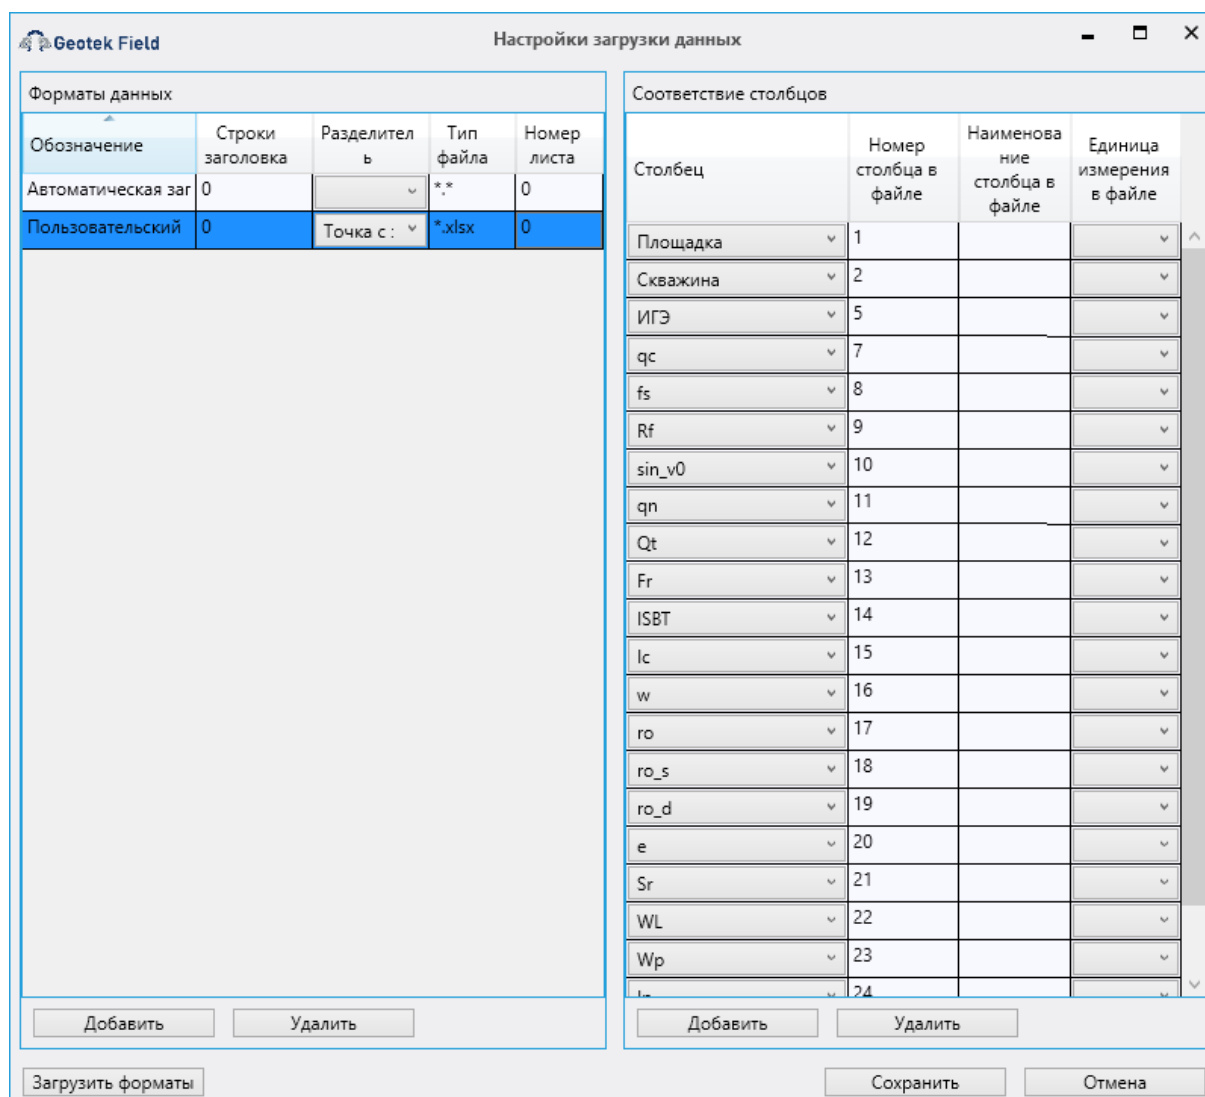 Geotek Field
Настройки загрузки данных
Форматы данных
Обозначение
Строки
заголовка
Разделител
ь
Тип
файла
Номер
листа
Автоматическая заг 0 *.* 0
Пользовательский 0 Точка с : *.xlsx 0
Добавить Удалить
Соответствие столбцов
Столбец
Номер
столбца в
файле
Наименова
ние
столбца в
файле
Единица
измерения
в файле
Площадка 1
Скважина 2
ИГЭ 5
qc 7
fs 8
Rf 9
sin_v0 10
qn 11
Qt 12
Fr 13
ISBT 14
Ic 15
w 16
ro 17
ro_s 18
ro_d 19
e 20
Sr 21
WL 22
Wp 23
24
Добавить Удалить
Загрузить форматы Сохранить Отмена